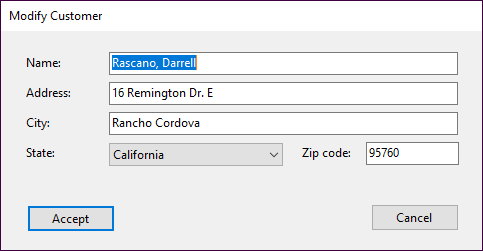 Modify Customer
Name: Rascano, Darrell
Address: 16 Remington Dr. E
City: Rancho Cordova
State: California Zip code: 95760
Accept Cancel